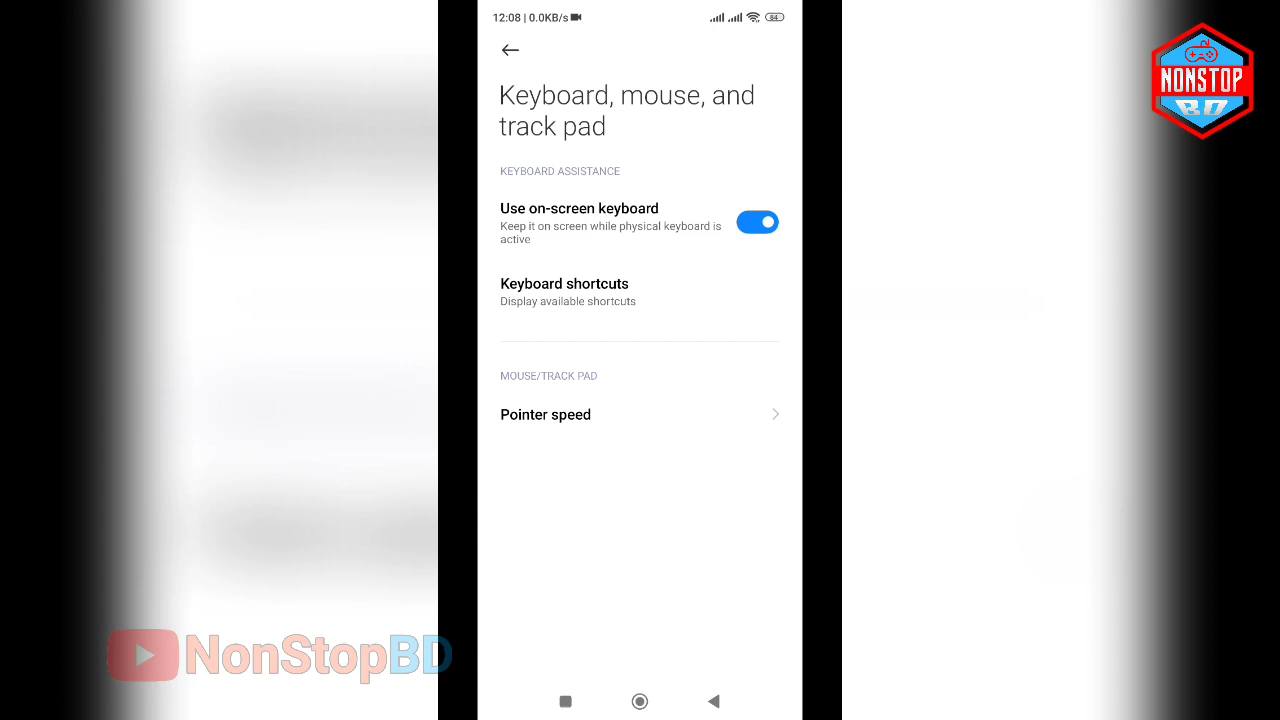 12:08 | 0.0KB/s
84
Keyboard, mouse, and
track pad
KEYBOARD ASSISTANCE
Use on-screen keyboard
Keep it on screen while physical keyboard is
active
Keyboard shortcuts
Display available shortcuts
MOUSE/TRACK PAD
Pointer speed
NONSTOP
BD
NonStopBD